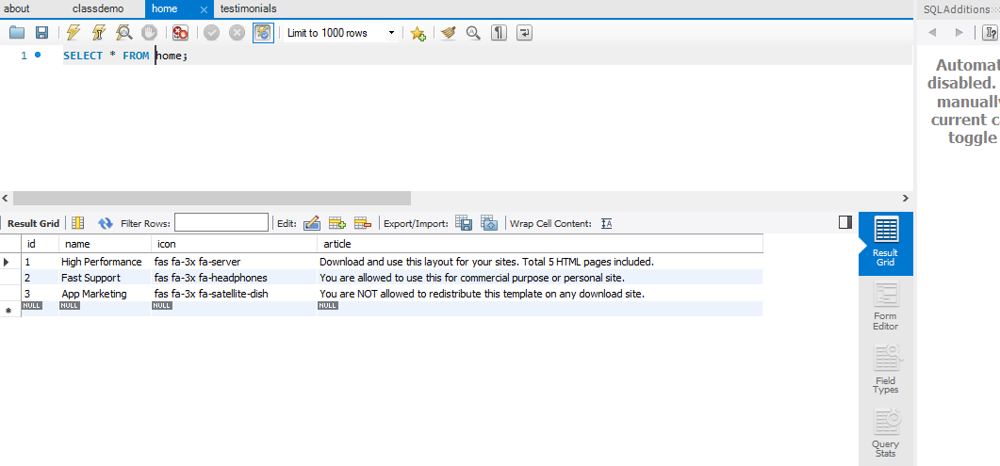 about classdemo home testimonials
SQLAdditions
Limit to 1000 rows
1 SELECT * FROM home;
Automat
disabled.
manually
current c
toggle
Result Grid Filter Rows: Edit: Export/Import: Wrap Cell Content:
id name icon article
1 High Performance fas fa-3x fa-server Download and use this layout for your sites. Total 5 HTML pages included.
2 Fast Support fas fa-3x fa-headphones You are allowed to use this for commercial purpose or personal site.
3 App Marketing fas fa-3x fa-satellite-dish You are NOT allowed to redistribute this template on any download site.
NULL NULL NULL NULL
Result
Grid
Form
Editor
Field
Types
Query
Stats